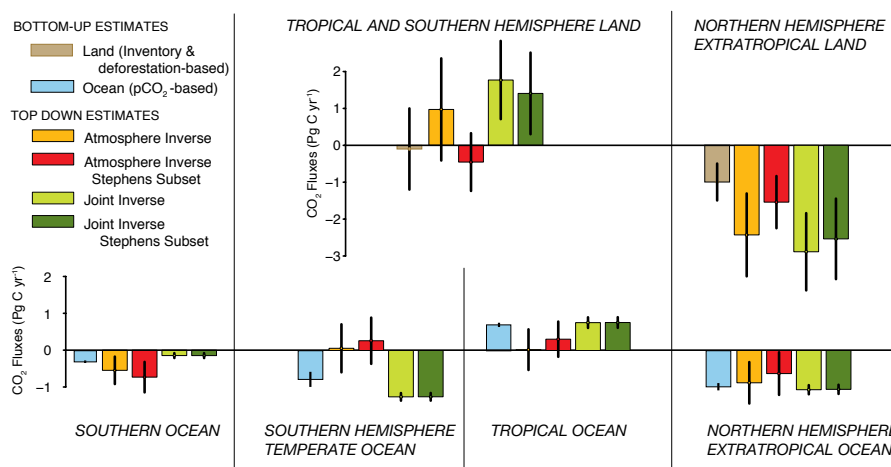 BOTTOM-UP ESTIMATES
Land (Inventory &
deforestation-based)
Ocean (pCO₂-based)
TOP DOWN ESTIMATES
Atmosphere Inverse
Atmosphere Inverse
Stephens Subset
Joint Inverse
Joint Inverse
Stephens Subset
TROPICAL AND SOUTHERN HEMISPHERE LAND
NORTHERN HEMISPHERE
EXTRATROPICAL LAND
CO₂ Fluxes (Pg C yr⁻¹)
2
1
0
−1
−2
−3
CO₂ Fluxes (Pg C yr⁻¹)
2
1
0
−1
SOUTHERN OCEAN
SOUTHERN HEMISPHERE
TEMPERATE OCEAN
TROPICAL OCEAN
NORTHERN HEMISPHERE
EXTRATROPICAL OCEAN